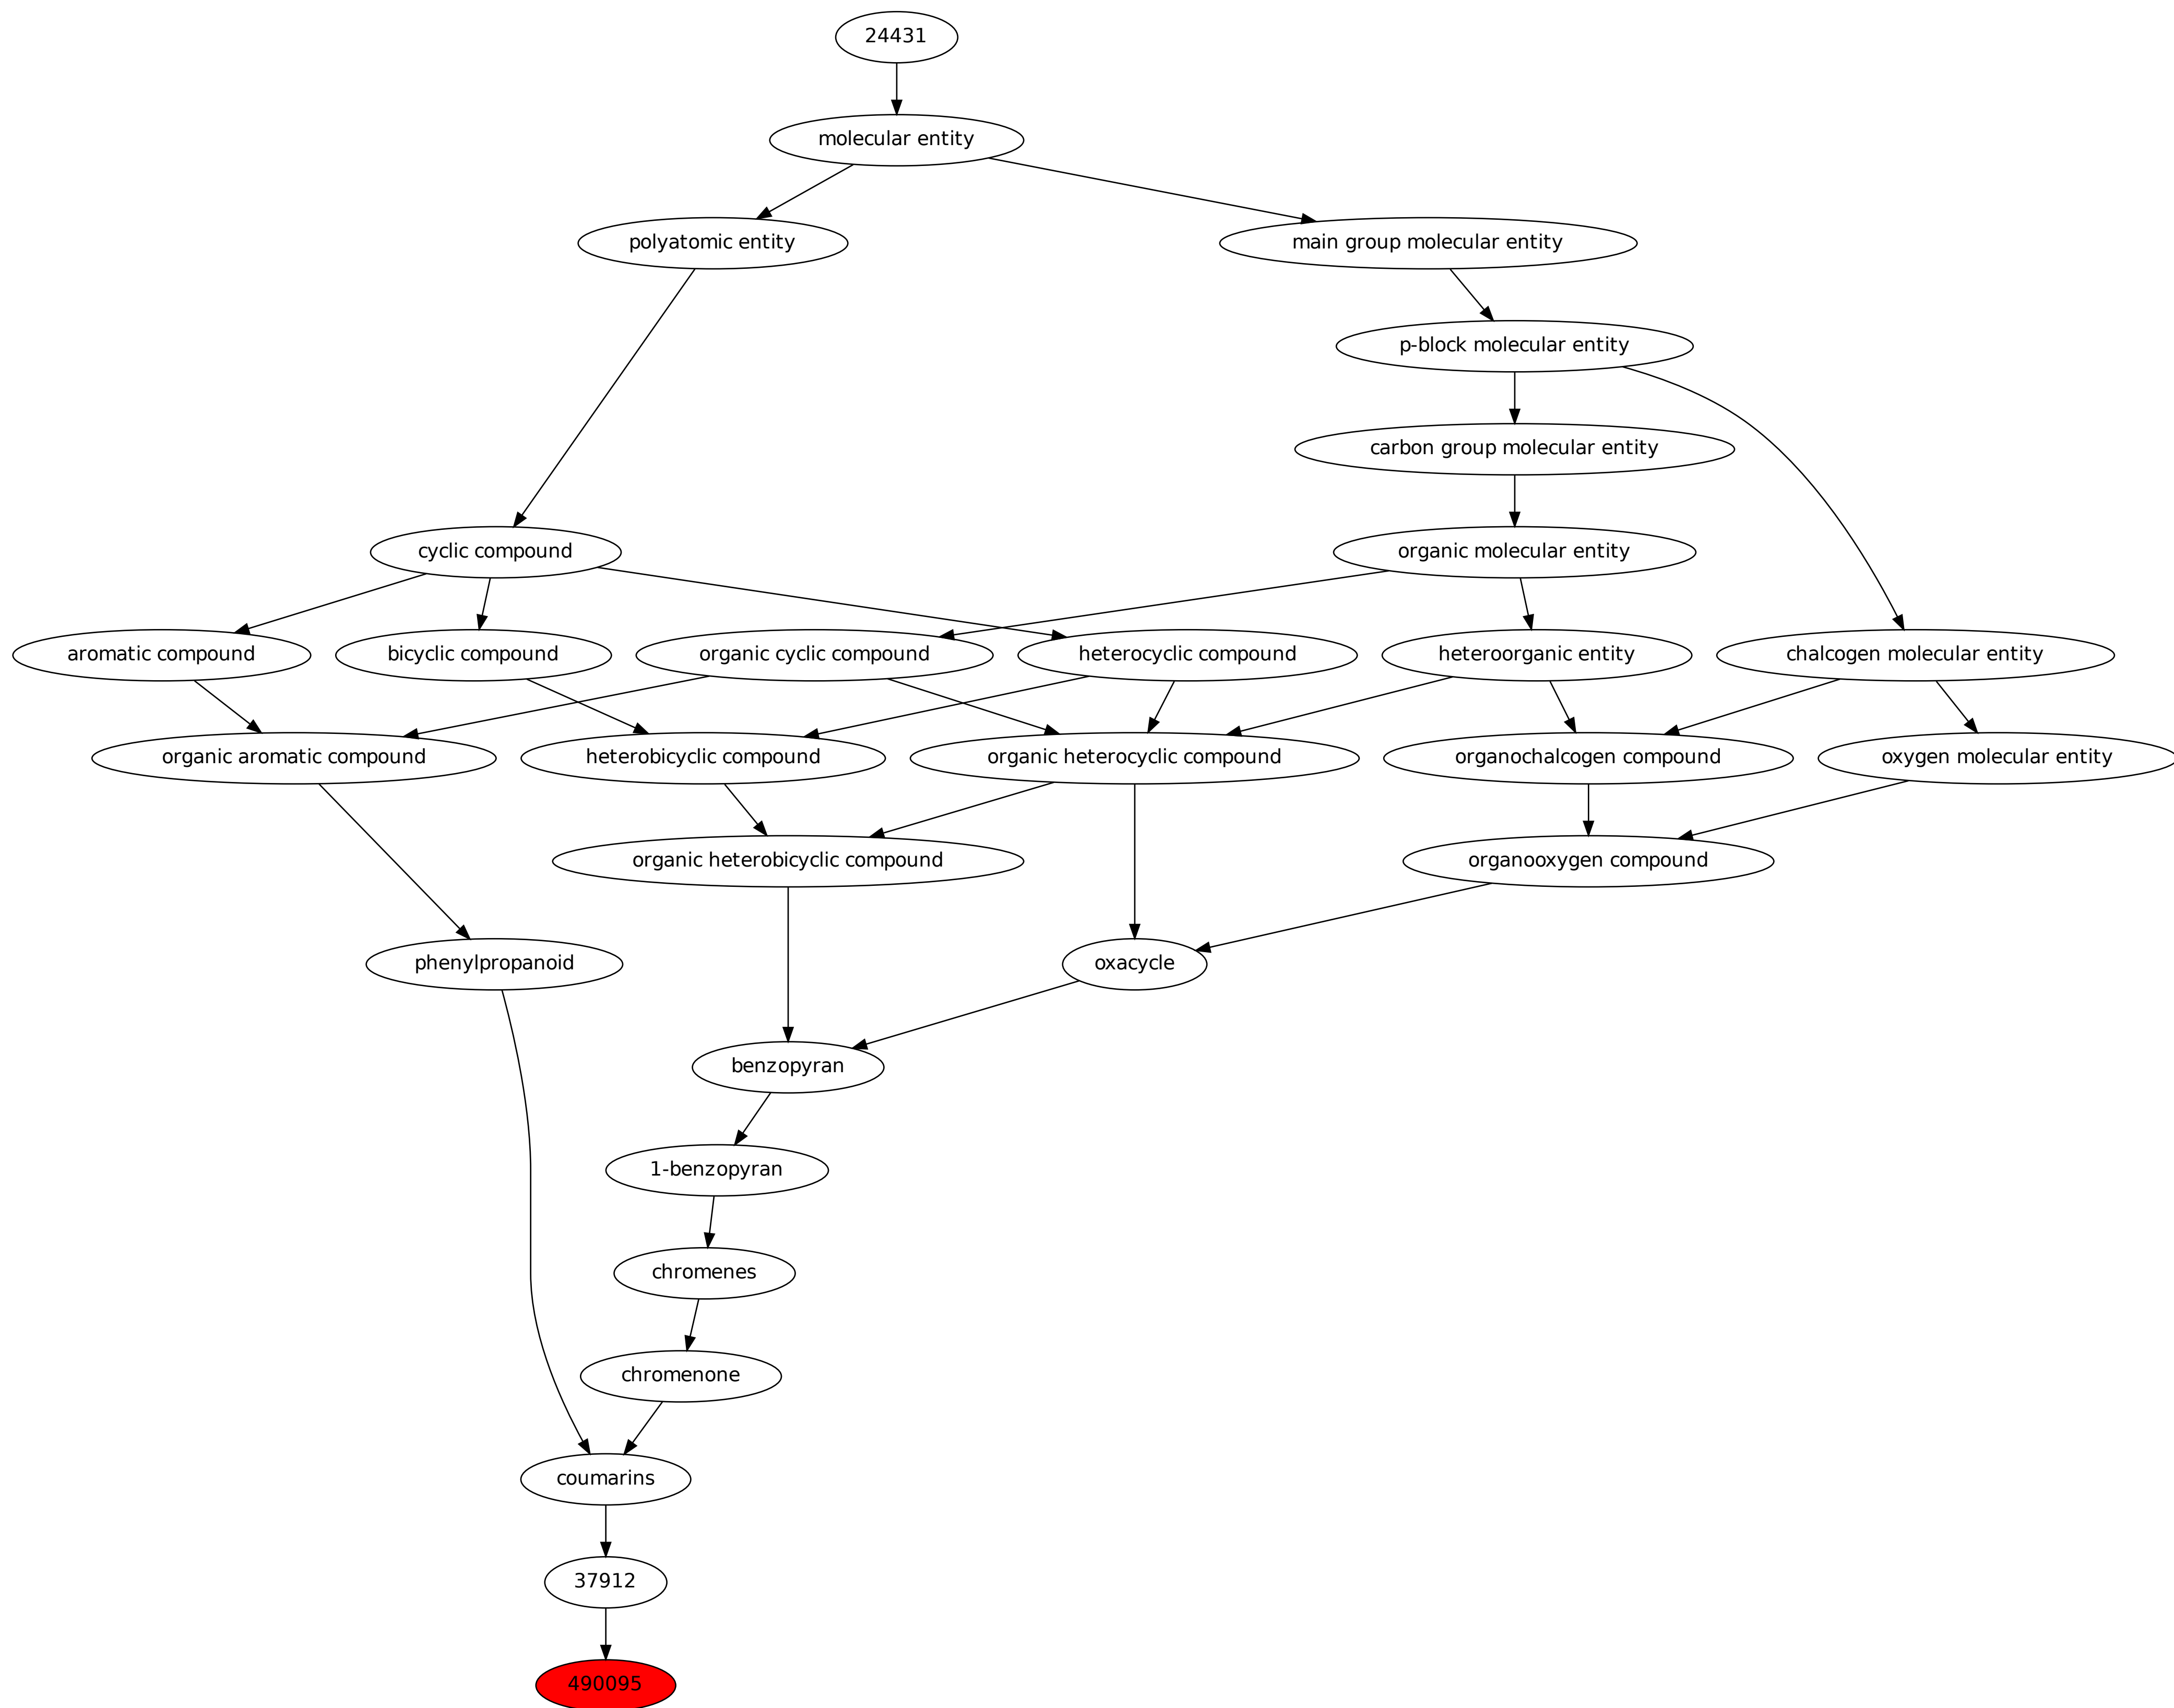 24431
molecular entity
polyatomic entity
main group molecular entity
p-block molecular entity
carbon group molecular entity
cyclic compound
organic molecular entity
aromatic compound
bicyclic compound
organic cyclic compound
heterocyclic compound
heteroorganic entity
chalcogen molecular entity
organic aromatic compound
heterobicyclic compound
organic heterocyclic compound
organochalcogen compound
oxygen molecular entity
organic heterobicyclic compound
organooxygen compound
phenylpropanoid
oxacycle
benzopyran
1-benzopyran
chromenes
chromenone
coumarins
37912
490095